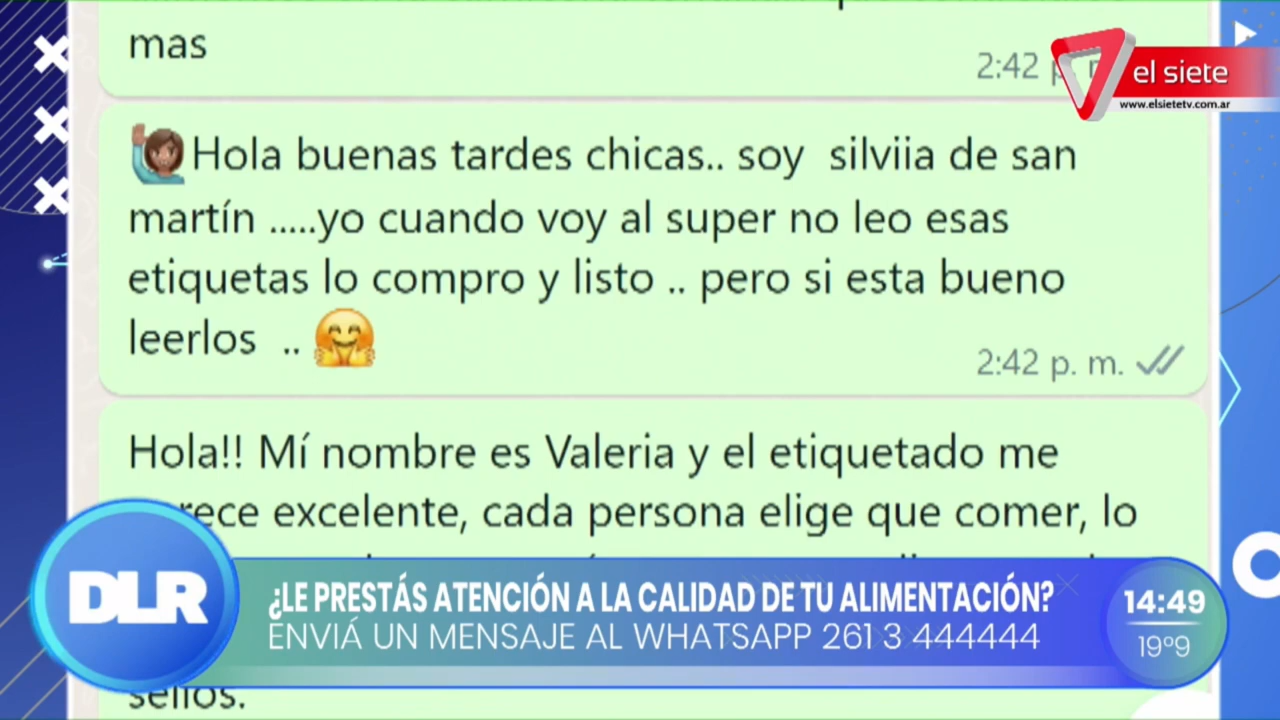 mas
2:42 p. m.
el siete
www.elsietetv.com.ar
Hola buenas tardes chicas.. soy silviia de san
martín .....yo cuando voy al super no leo esas
etiquetas lo compro y listo .. pero si esta bueno
leerlos ..
2:42 p. m.
Hola!! Mí nombre es Valeria y el etiquetado me
excelente, cada persona elige que comer, lo
DLR
¿LE PRESTÁS ATENCIÓN A LA CALIDAD DE TU ALIMENTACIÓN?
ENVIÁ UN MENSAJE AL WHATSAPP 261 3 444444
14:49
19º9
sellos.